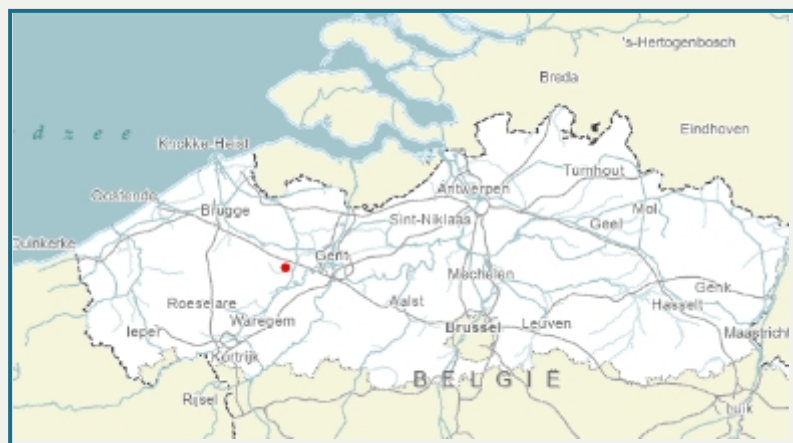 's-Hertogenbosch
Breda
d z e e
Eindhoven
Knokke-Heist
Turnhout
Antwerpen
Oostende
Mol
Brugge
Sint-Niklaas
Geel
Duinkerke
Gent
Mechelen
Genk
Roeselare
Aalst
Hasselt
Ieper
Waregem
Brussel
Leuven
Maastricht
Kortrijk
BELGIË
Rijsel
Luik